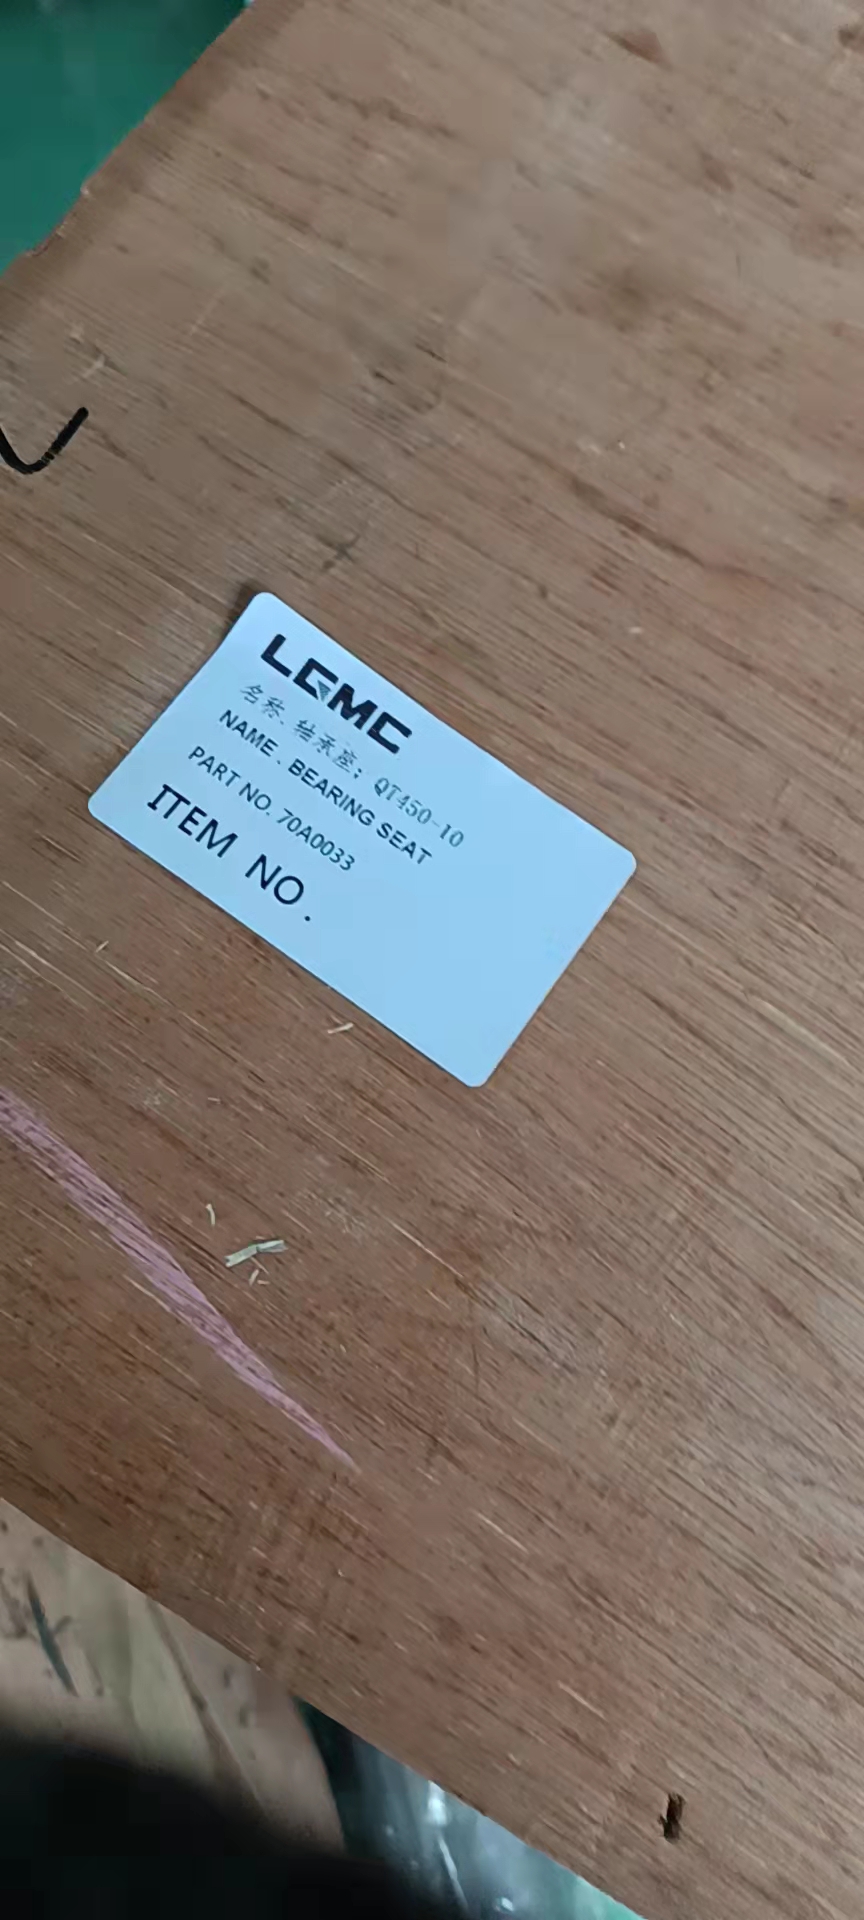 LGMC
名称. 轴承座: QT450-10
NAME . BEARING SEAT
PART NO. 70A0033
ITEM NO.